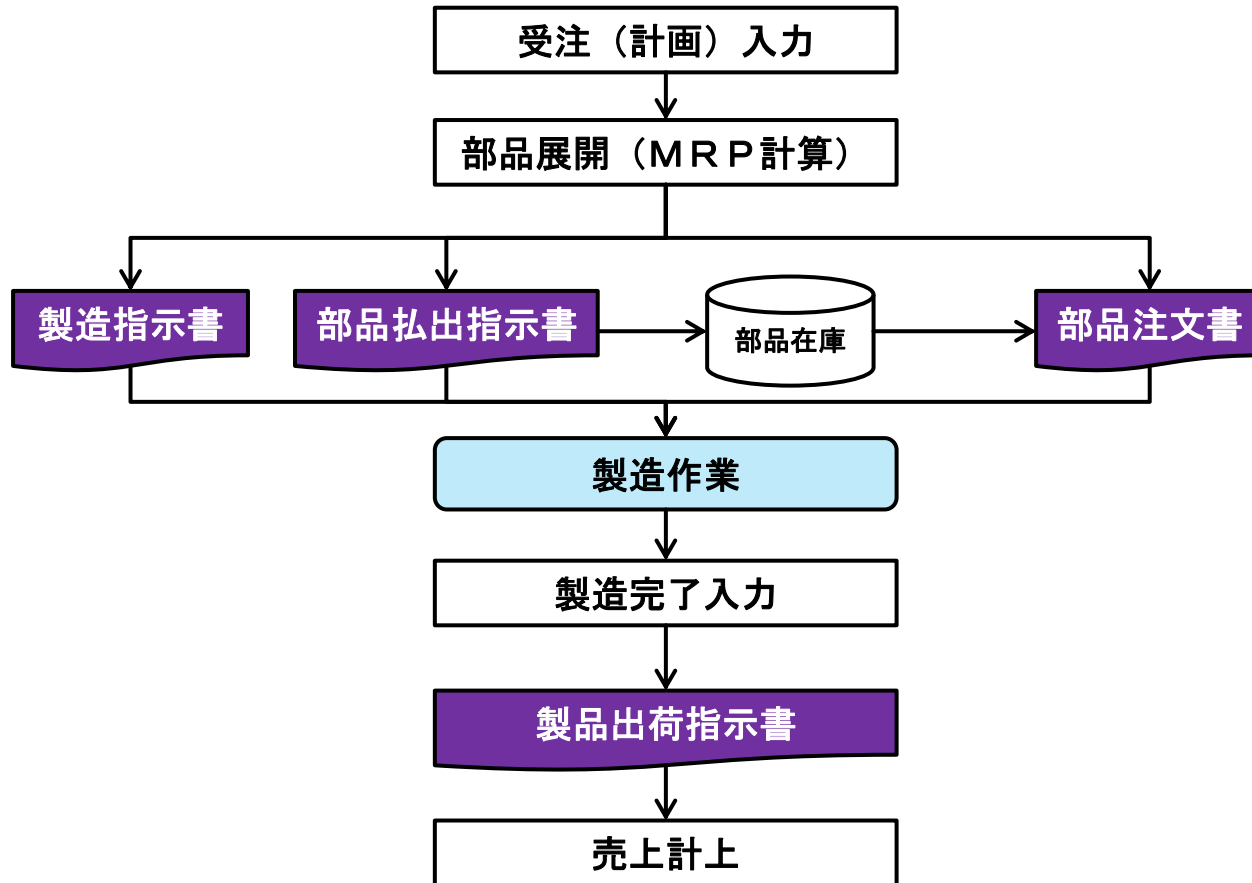 受注（計画）入力
部品展開（ＭＲＰ計算）
製造指示書
部品払出指示書
部品在庫
部品注文書
製造作業
製造完了入力
製品出荷指示書
売上計上